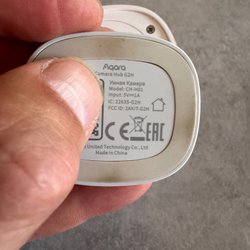 Aqara
Camera Hub G2H
Умная Камера
Model: CH-H01
Input: 5V⎓1A
IC: 22635-G2H
FCC ID: 2AKIT-G2H
CE EAC
United Technology Co., Ltd.
Made in China